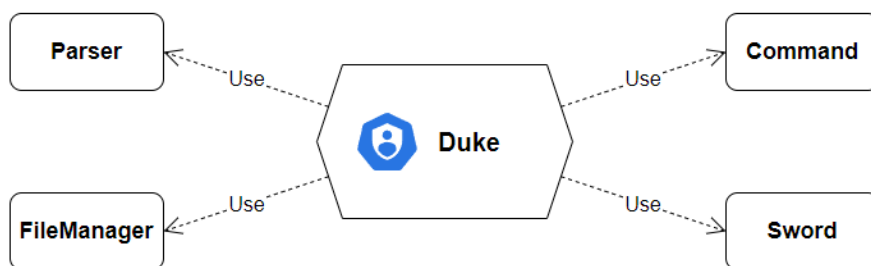 Parser
Command
Use
Use
Duke
Use
Use
FileManager
Sword